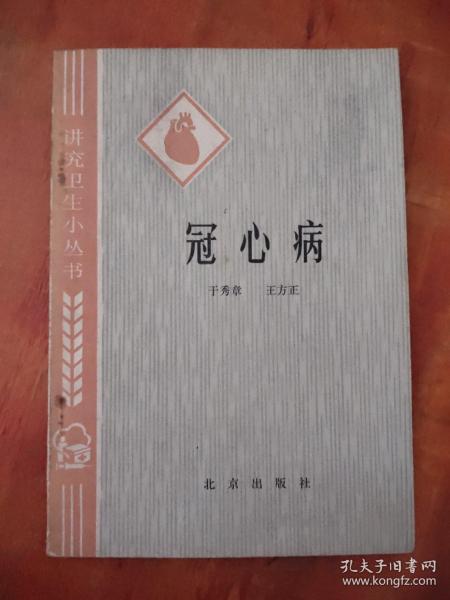 讲究卫生小丛书
冠心病
于秀章 王方正
北京出版社
孔夫子旧书网
www.kongfz.com